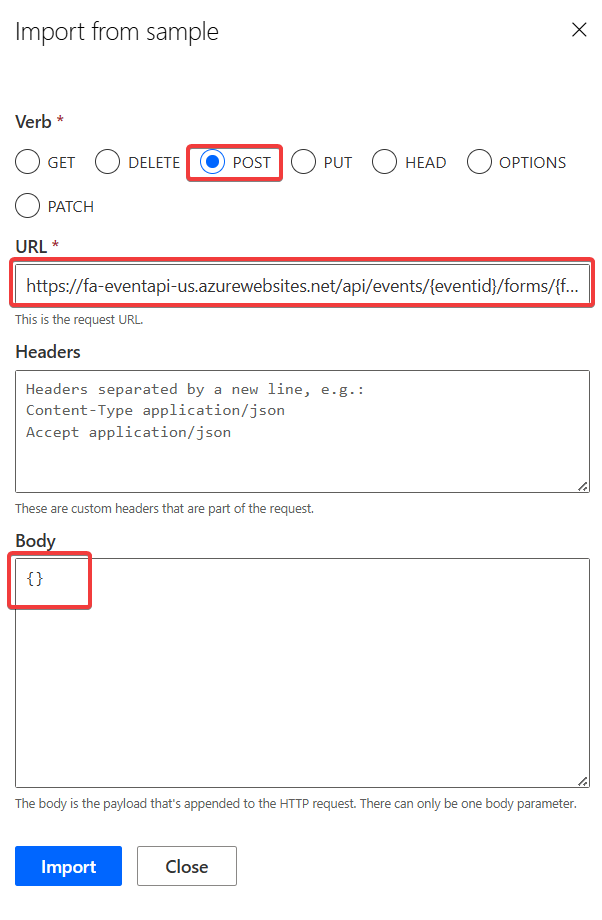 Import from sample
Verb *
GET DELETE POST PUT HEAD OPTIONS
PATCH
URL *
https://fa-eventapi-us.azurewebsites.net/api/events/{eventid}/forms/{f...
This is the request URL.
Headers
Headers separated by a new line, e.g.:
Content-Type application/json
Accept application/json
These are custom headers that are part of the request.
Body
{}
The body is the payload that's appended to the HTTP request. There can only be one body parameter.
Import Close